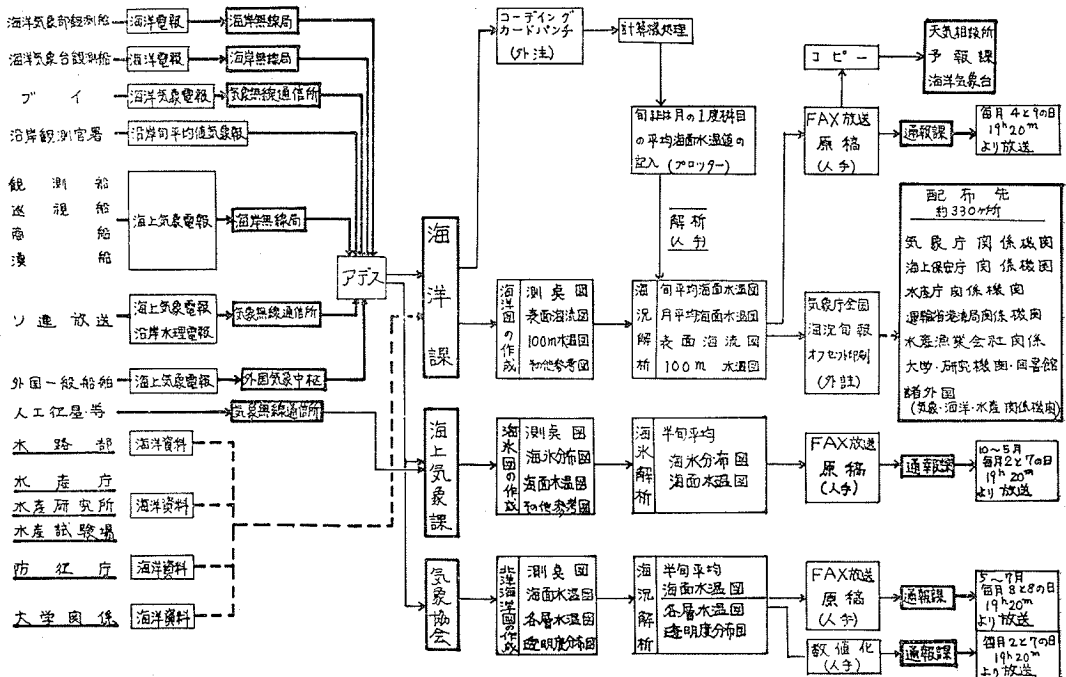 海洋気象部観測船
海洋電報
海岸無線局
海洋気象台観測船
海洋電報
海岸無線局
ブイ
海洋気象電報
気象無線通信所
沿岸観測官署
沿岸旬平均値気象報
観測船
巡視船
商船
漁船
海上気象電報
海岸無線局
ソ連放送
海上気象電報
沿岸水理電報
気象無線通信所
外国一般船舶
海上気象電報
外国気象中枢
人工衛星・等
気象無線通信所
水路部
海洋資料
水産庁
水産研究所
海洋資料
水産試験場
防衛庁
海洋資料
大学関係
海洋資料
アデス
海洋課
海上気象課
気象協会
コーディング
カードパンチ
(外注)
計算機処理
旬または月の1度桝目
の平均海面水温値の
記入 (プロッター)
解析
(人手)
海洋図の作成
測点図
表面海流図
100m水温図
その他参考図
海況解析
旬平均海面水温図
月平均海面水温図
表面海流図
100m 水温図
コピー
天気相談所
予報課
海洋気象台
FAX放送
原稿
(人手)
通報課
毎月4と9の日
19h20m
より放送
気象庁全国
海況旬報
オフセット印刷
(外註)
配布先
約330ヶ所
気象庁関係機関
海上保安庁関係機関
水産庁関係機関
運輸省港湾局関係機関
水産漁業会社関係
大学・研究機関・図書館
諸外国
(気象・海洋・水産関係機関)
海氷図の作成
測点図
海氷分布図
海面水温図
その他参考図
海氷解析
半旬平均
海氷分布図
海面水温図
FAX放送
原稿
(人手)
通報課
10~5月
毎月2と7の日
19h20m
より放送
北洋海洋図の作成
測点図
海面水温図
各層水温図
透明度分布図
海況解析
半旬平均
海面水温図
各層水温図
透明度分布図
FAX放送
原稿
(人手)
通報課
5~7月
毎月8と8の日
19h20m
より放送
数値化
(人手)
通報課
毎月2と7の日
19h20m
より放送